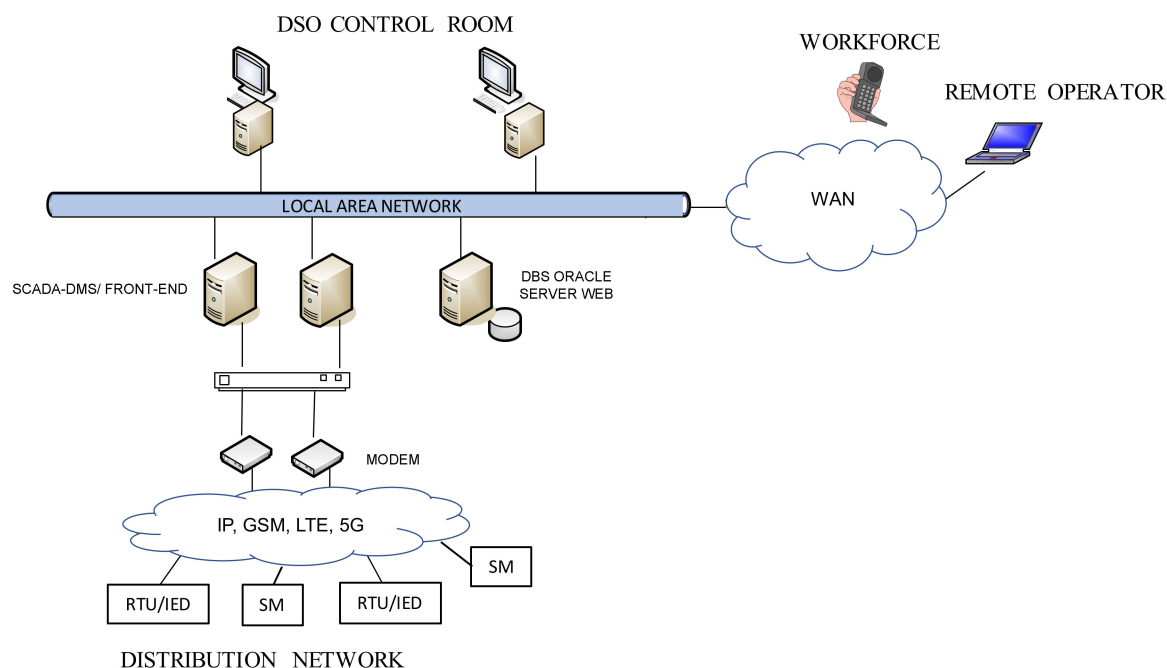 DSO CONTROL ROOM
WORKFORCE
REMOTE OPERATOR
WAN
LOCAL AREA NETWORK
SCADA-DMS/ FRONT-END
DBS ORACLE
SERVER WEB
MODEM
IP, GSM, LTE, 5G
SM
RTU/IED
SM
RTU/IED
DISTRIBUTION NETWORK